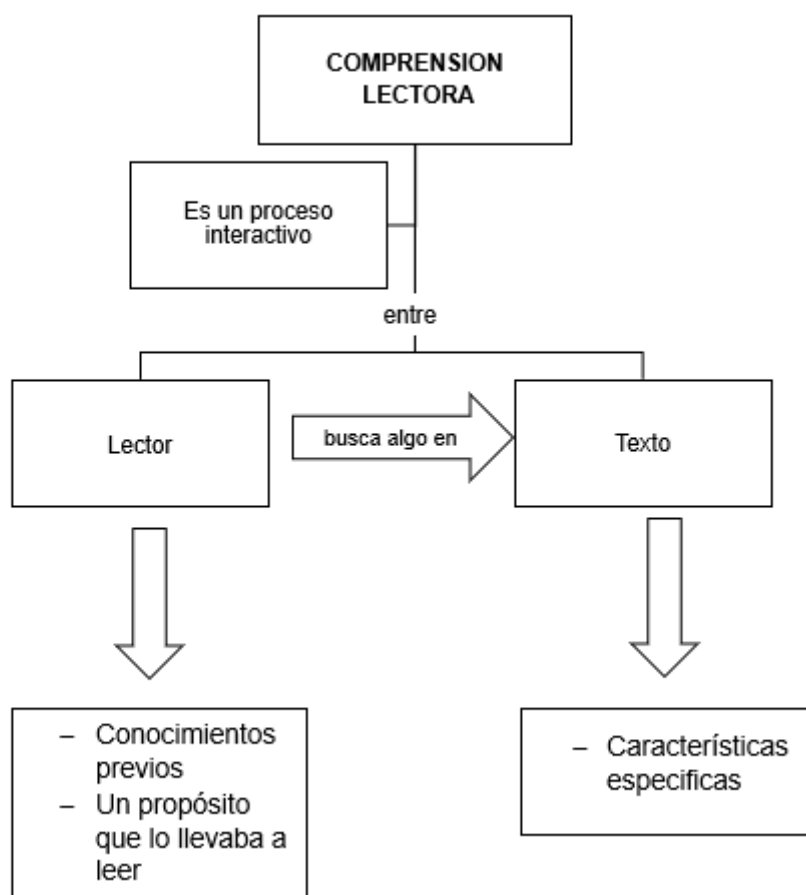 COMPRENSION
LECTORA
Es un proceso
interactivo
entre
Lector
busca algo en
Texto
– Conocimientos
previos
– Un propósito
que lo llevaba a
leer
– Características
especificas